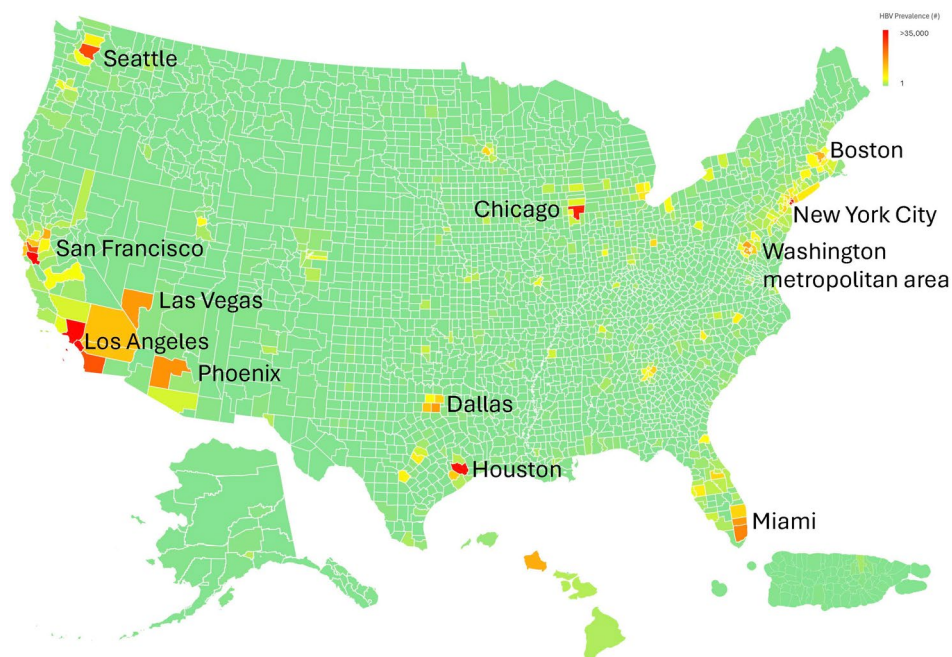 HBV Prevalence (#)
>35,000
1
Seattle
Boston
Chicago
New York City
San Francisco
Washington
metropolitan area
Las Vegas
Los Angeles
Phoenix
Dallas
Houston
Miami